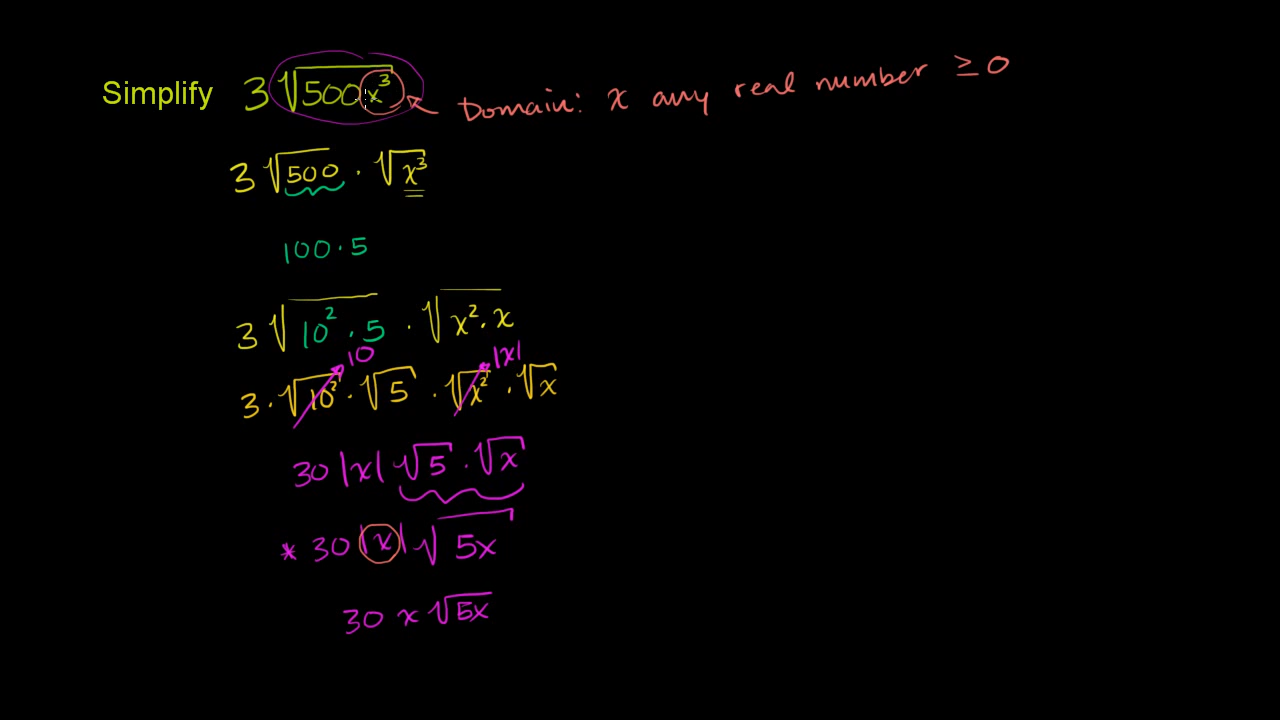 Simplify 3√500x³ Domain: x any real number ≥ 0
3√500 · √x³
100·5
3√10²·5 · √x²·x
10 |x|
3·√10²·√5 · √x² · √x
30|x|√5 · √x
* 30|x|√5x
30x√5x